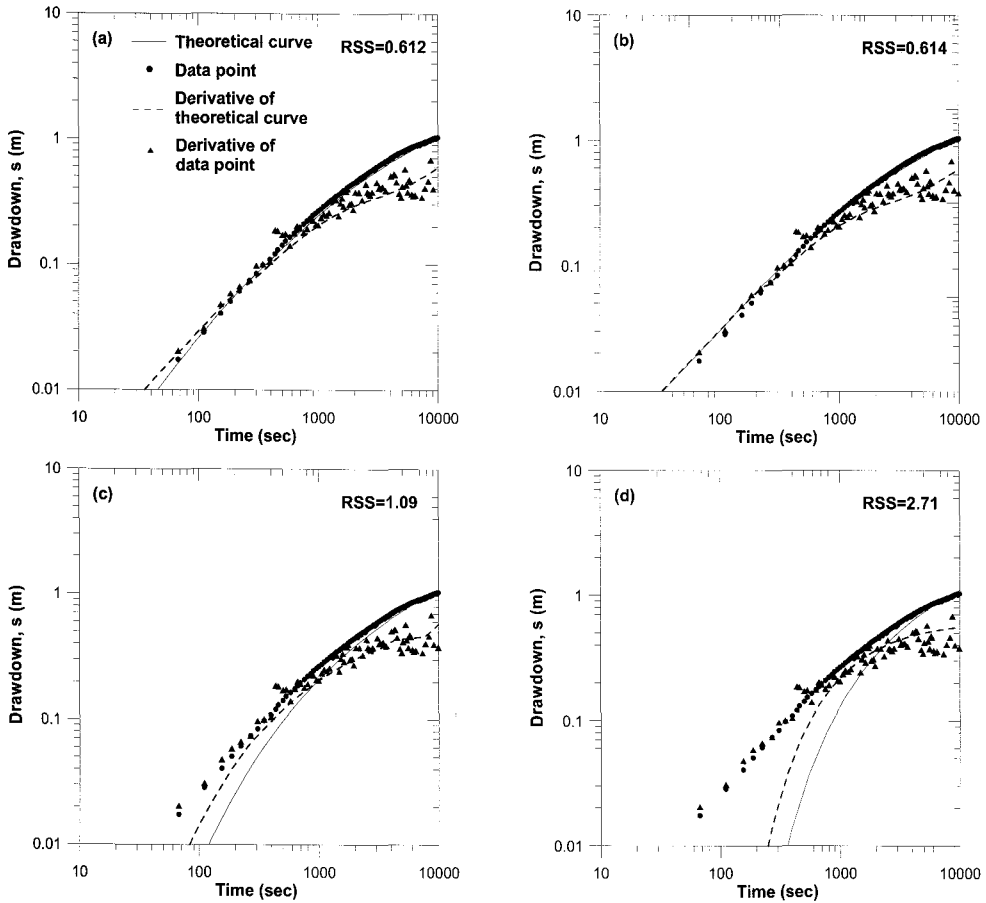 10
1
0.1
0.01
Drawdown, s (m)
(a)
Theoretical curve
Data point
Derivative of
theoretical curve
Derivative of
data point
RSS=0.612
10
100
1000
10000
Time (sec)
10
1
0.1
0.01
Drawdown, s (m)
(b)
RSS=0.614
10
100
1000
10000
Time (sec)
10
1
0.1
0.01
Drawdown, s (m)
(c)
RSS=1.09
10
100
1000
10000
Time (sec)
10
1
0.1
0.01
Drawdown, s (m)
(d)
RSS=2.71
10
100
1000
10000
Time (sec)